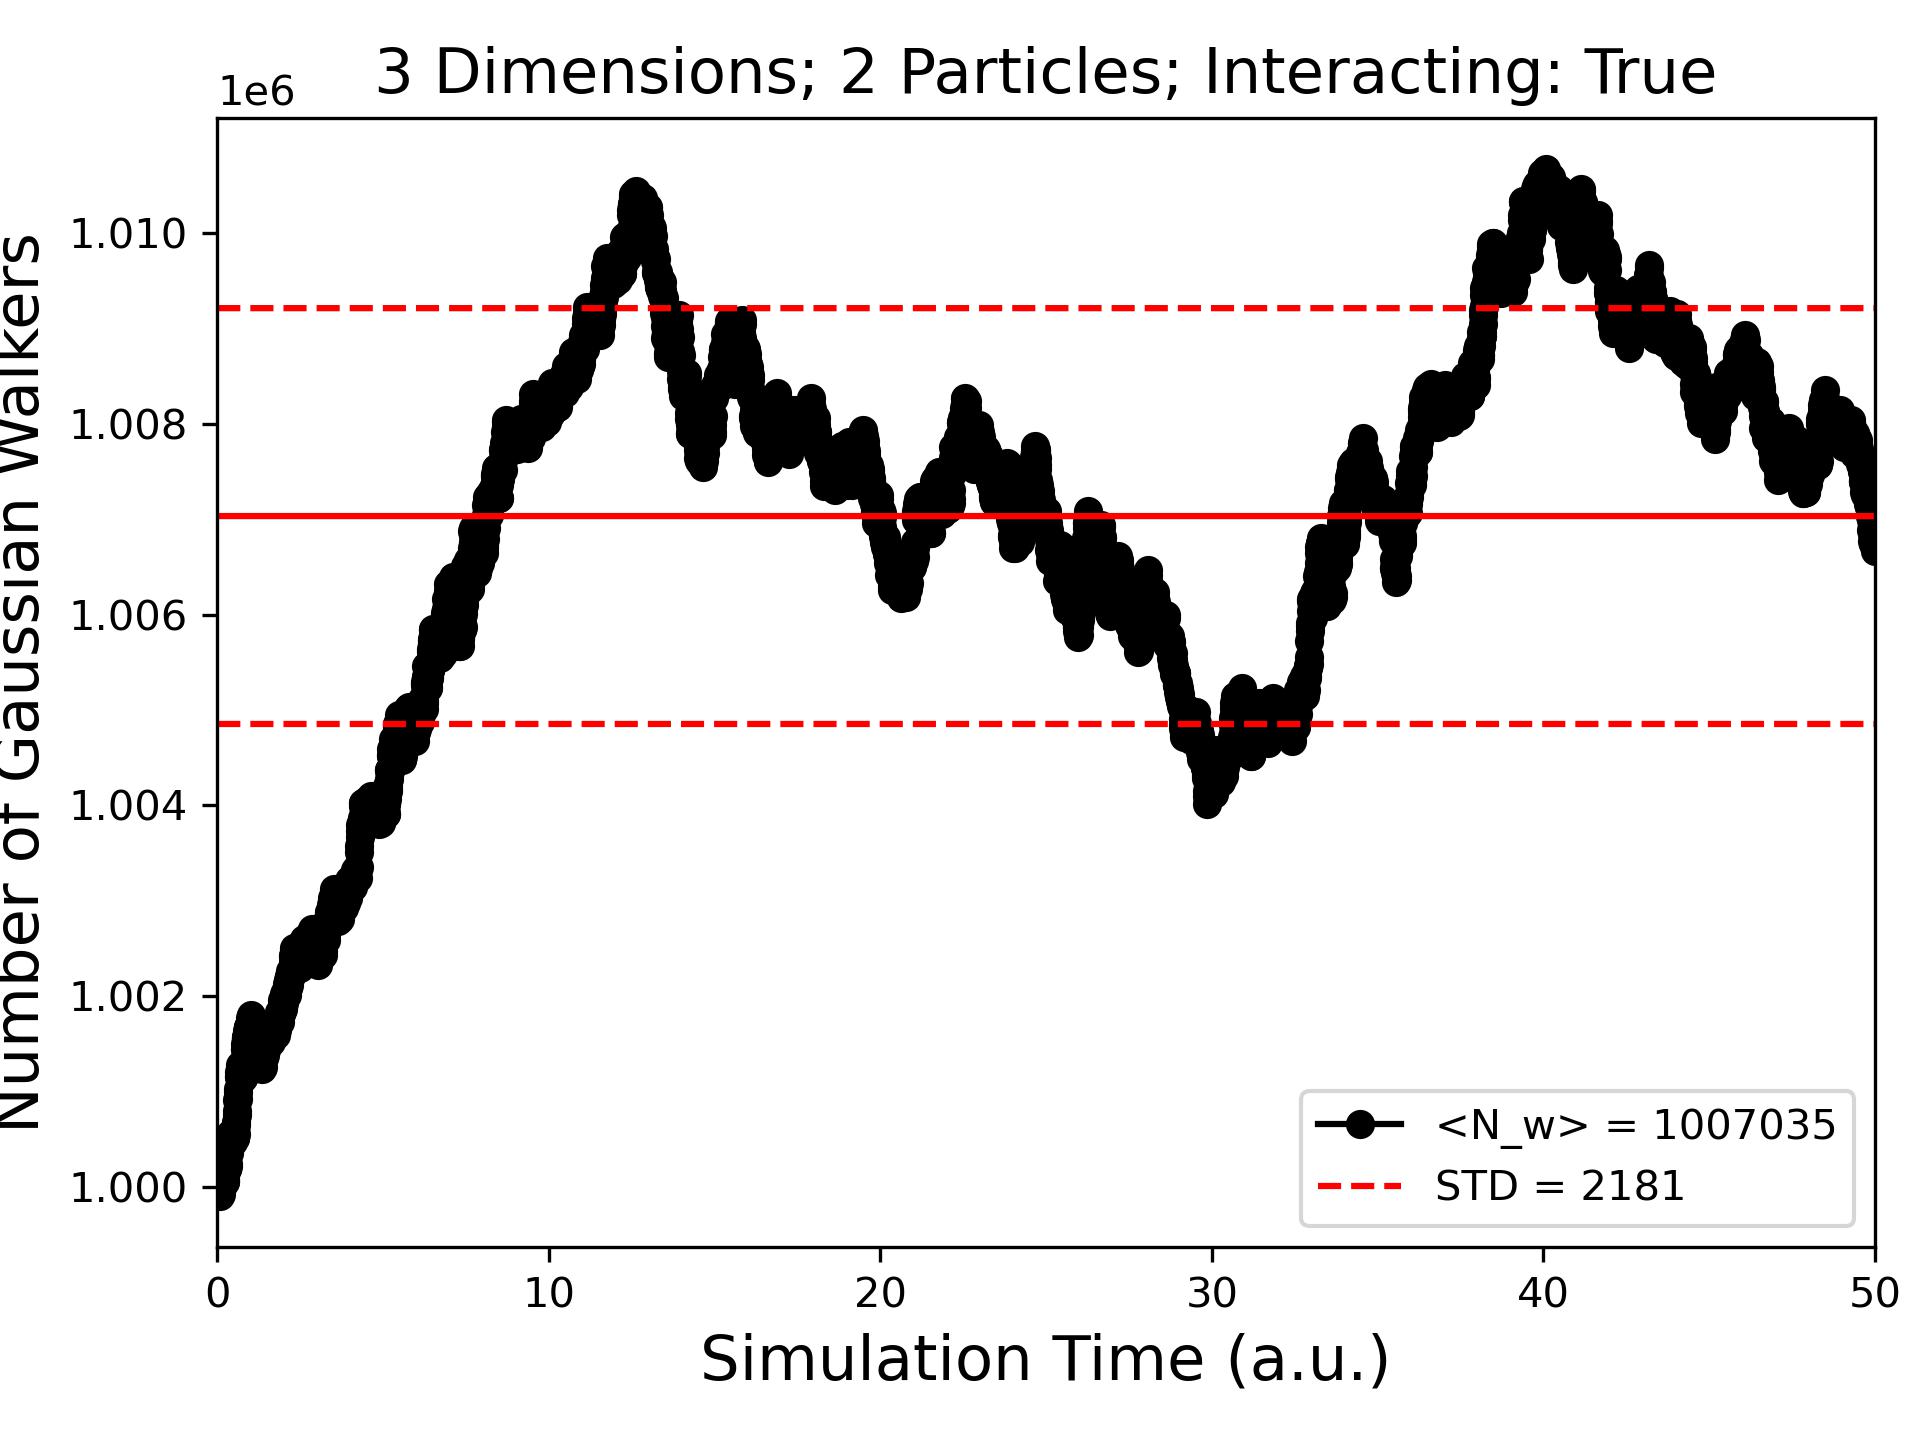 3 Dimensions; 2 Particles; Interacting: True
1e6
Number of Gaussian Walkers
1.010
1.008
1.006
1.004
1.002
1.000
<N_w> = 1007035
STD = 2181
0 10 20 30 40 50
Simulation Time (a.u.)